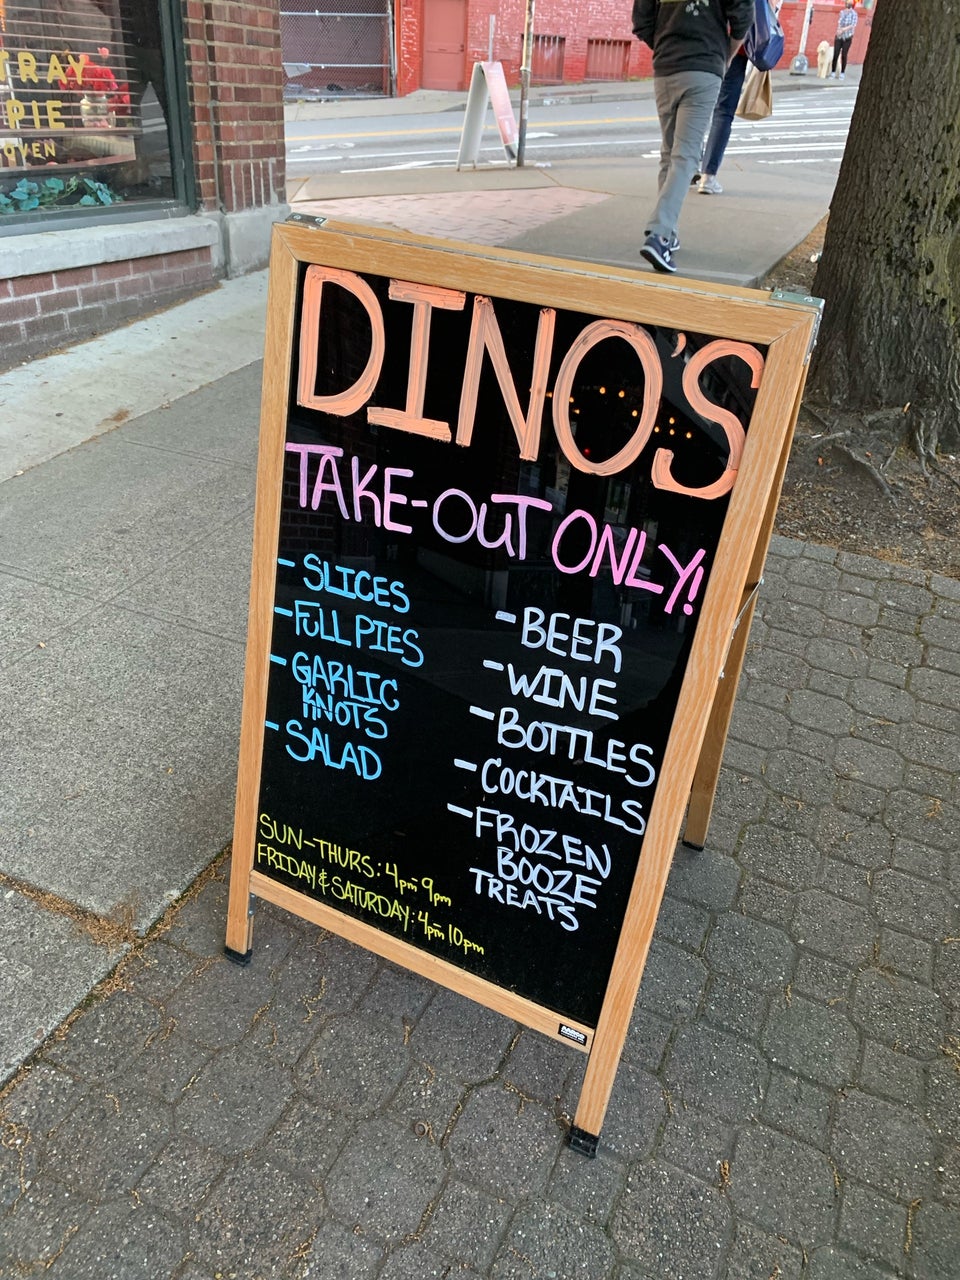 TRAY
PIE
OVEN
DINO'S
TAKE-OUT ONLY!
- SLICES
- FULL PIES
- GARLIC
KNOTS
- SALAD
- BEER
- WINE
- BOTTLES
- COCKTAILS
- FROZEN
BOOZE
TREATS
SUN-THURS: 4pm-9pm
FRIDAY & SATURDAY: 4pm-10pm